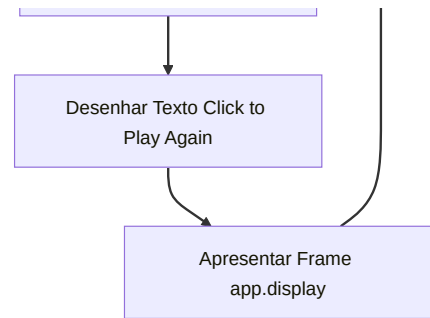 Desenhar Texto Click to
Play Again
Apresentar Frame
app.display